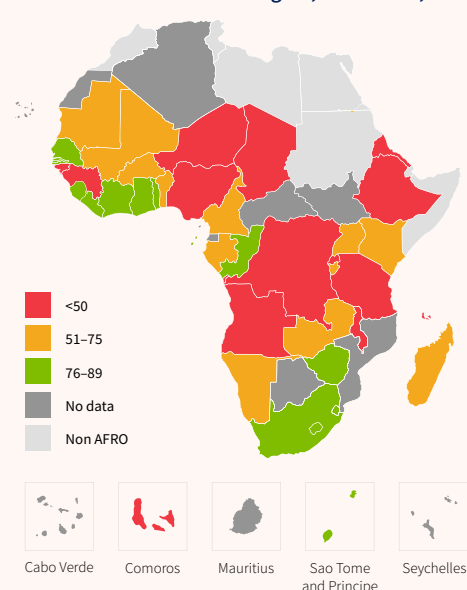 <50
51–75
76–89
No data
Non AFRO
Cabo Verde
Comoros
Mauritius
Sao Tome
and Principe
Seychelles